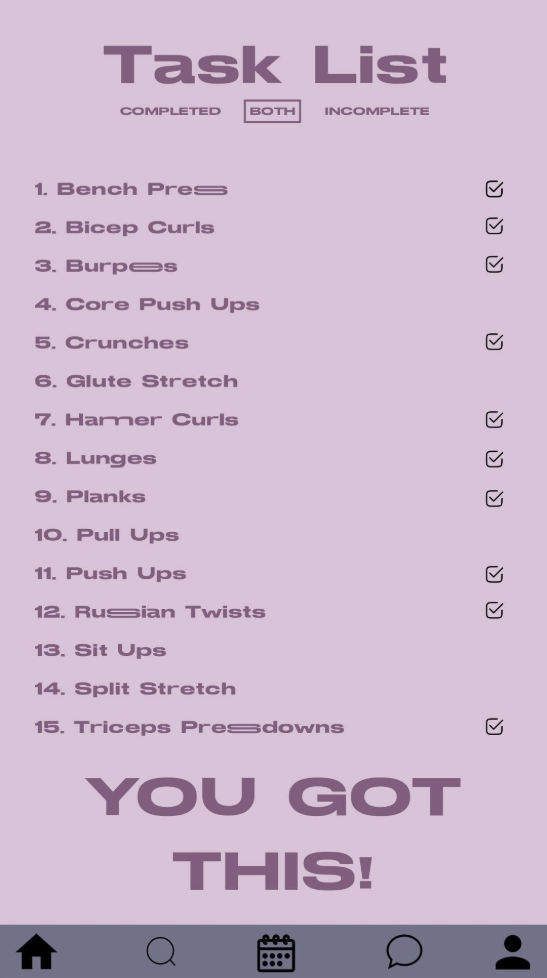 Task List
COMPLETED BOTH INCOMPLETE
1. Bench Press
2. Bicep Curls
3. Burpees
4. Core Push Ups
5. Crunches
6. Glute Stretch
7. Hammer Curls
8. Lunges
9. Planks
10. Pull Ups
11. Push Ups
12. Russian Twists
13. Sit Ups
14. Split Stretch
15. Triceps Pressdowns
YOU GOT
THIS!